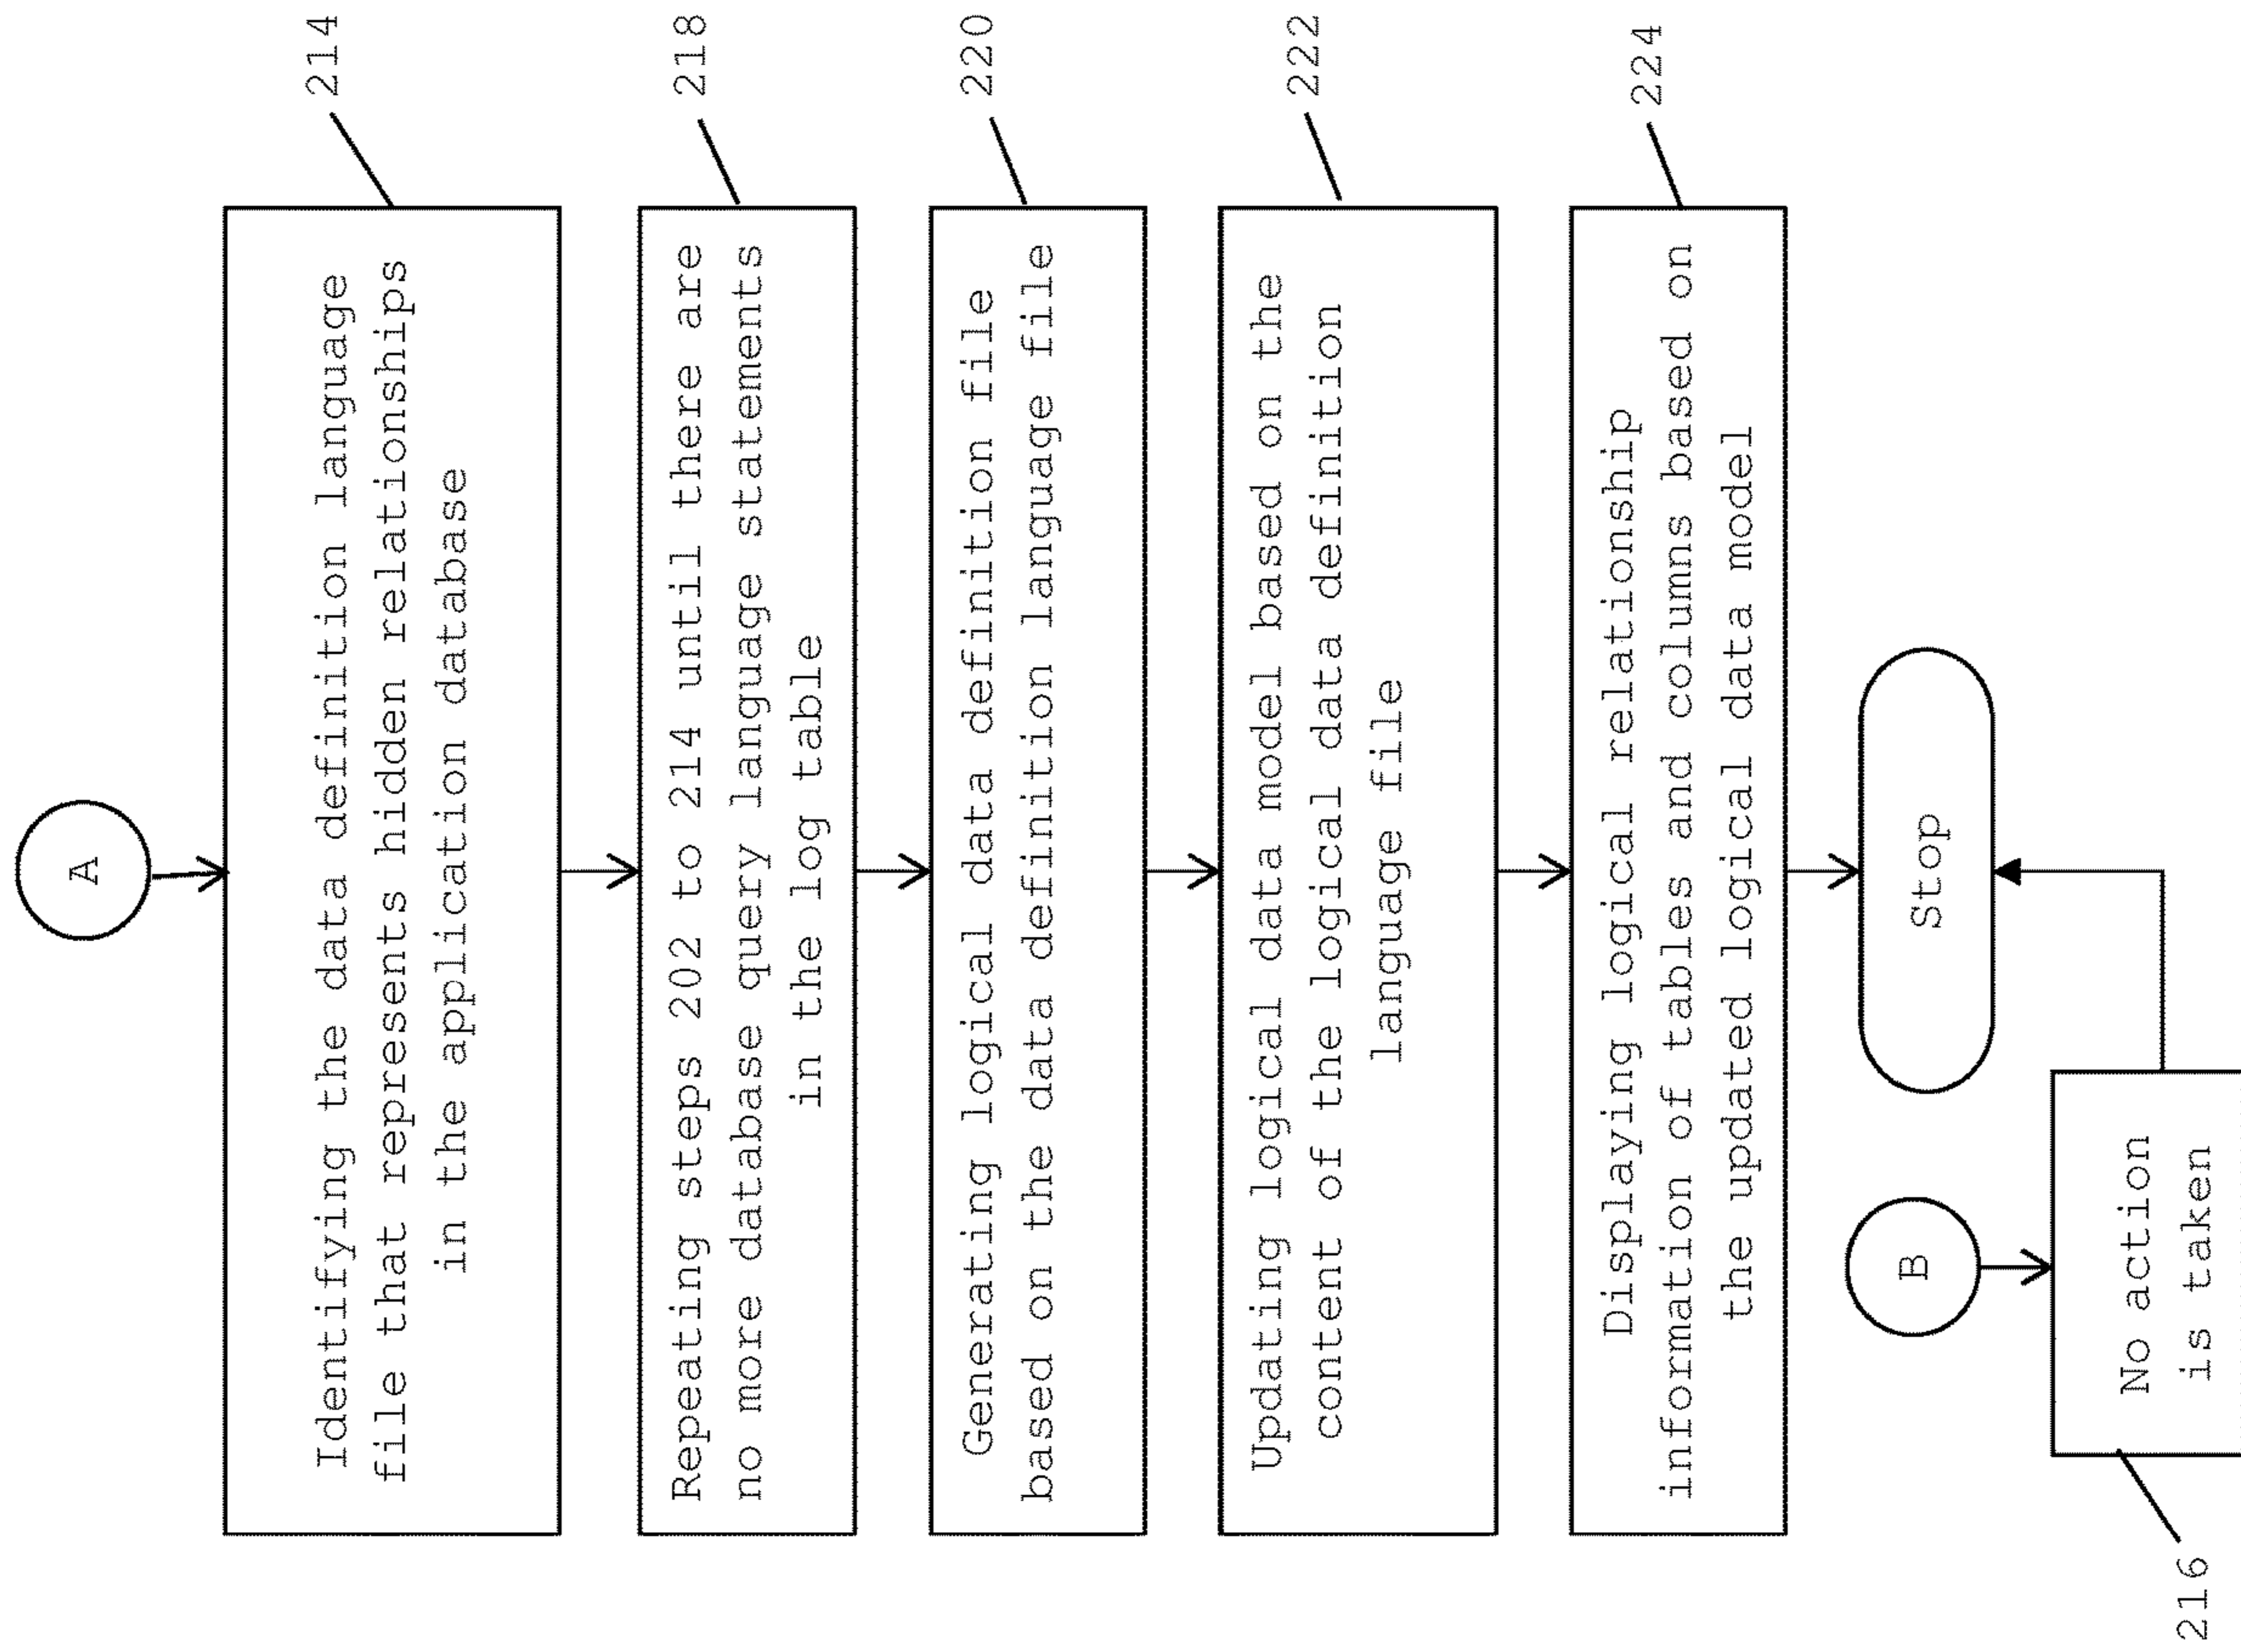 A
214
Identifying the data definition language
file that represents hidden relationships
in the application database
218
Repeating steps 202 to 214 until there are
no more database query language statements
in the log table
220
Generating logical data definition file
based on the data definition language file
222
Updating logical data model based on the
content of the logical data definition
language file
224
Displaying logical relationship
information of tables and columns based on
the updated logical data model
Stop
B
No action
is taken
216